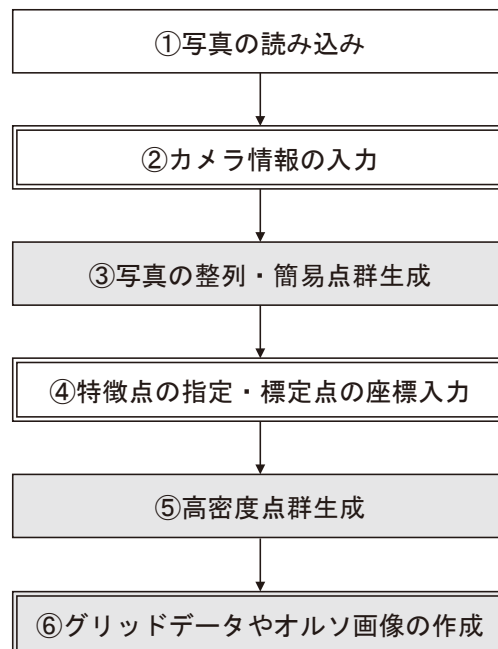 ①写真の読み込み
②カメラ情報の入力
③写真の整列・簡易点群生成
④特徴点の指定・標定点の座標入力
⑤高密度点群生成
⑥グリッドデータやオルソ画像の作成